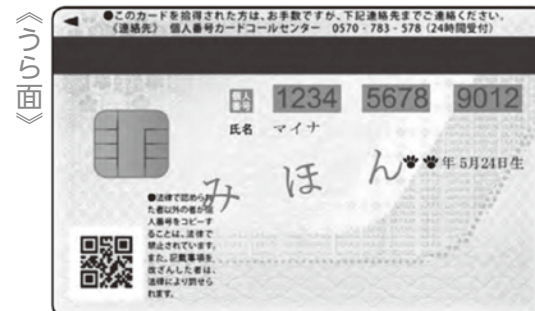 《うら面》
●このカードを拾得された方は、お手数ですが、下記連絡先までご連絡ください。
《連絡先》 個人番号カードコールセンター 0570-783-578（24時間受付）
個人番号 1234 5678 9012
氏名 マイナ
年 5月24日生
みほん
●法律で認められた者以外の者が個
人番号をコピーす
ることは、法律で
禁止されています。
また、記載事項を
改ざんした者は、
法律により罰せら
れます。